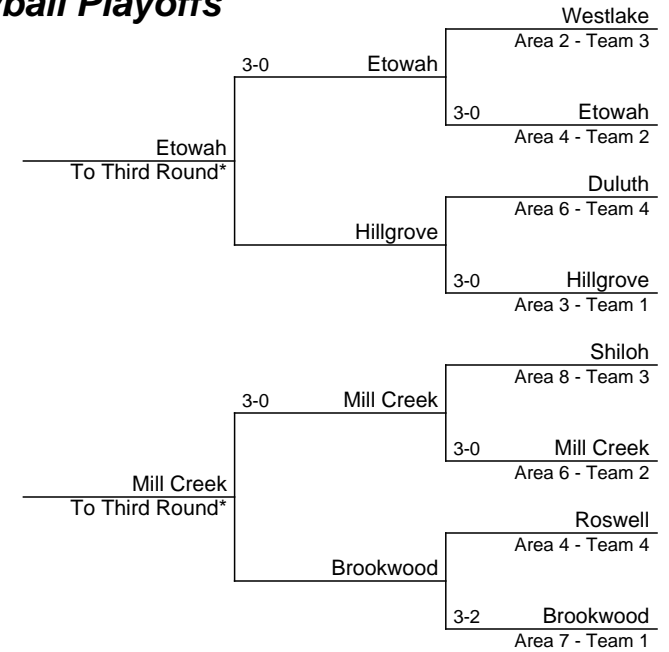 Playoffs
Westlake
Area 2 - Team 3
3-0 Etowah
3-0 Etowah
Area 4 - Team 2
Etowah
To Third Round*
Duluth
Area 6 - Team 4
Hillgrove
3-0 Hillgrove
Area 3 - Team 1
Shiloh
Area 8 - Team 3
3-0 Mill Creek
3-0 Mill Creek
Area 6 - Team 2
Mill Creek
To Third Round*
Roswell
Area 4 - Team 4
Brookwood
3-2 Brookwood
Area 7 - Team 1